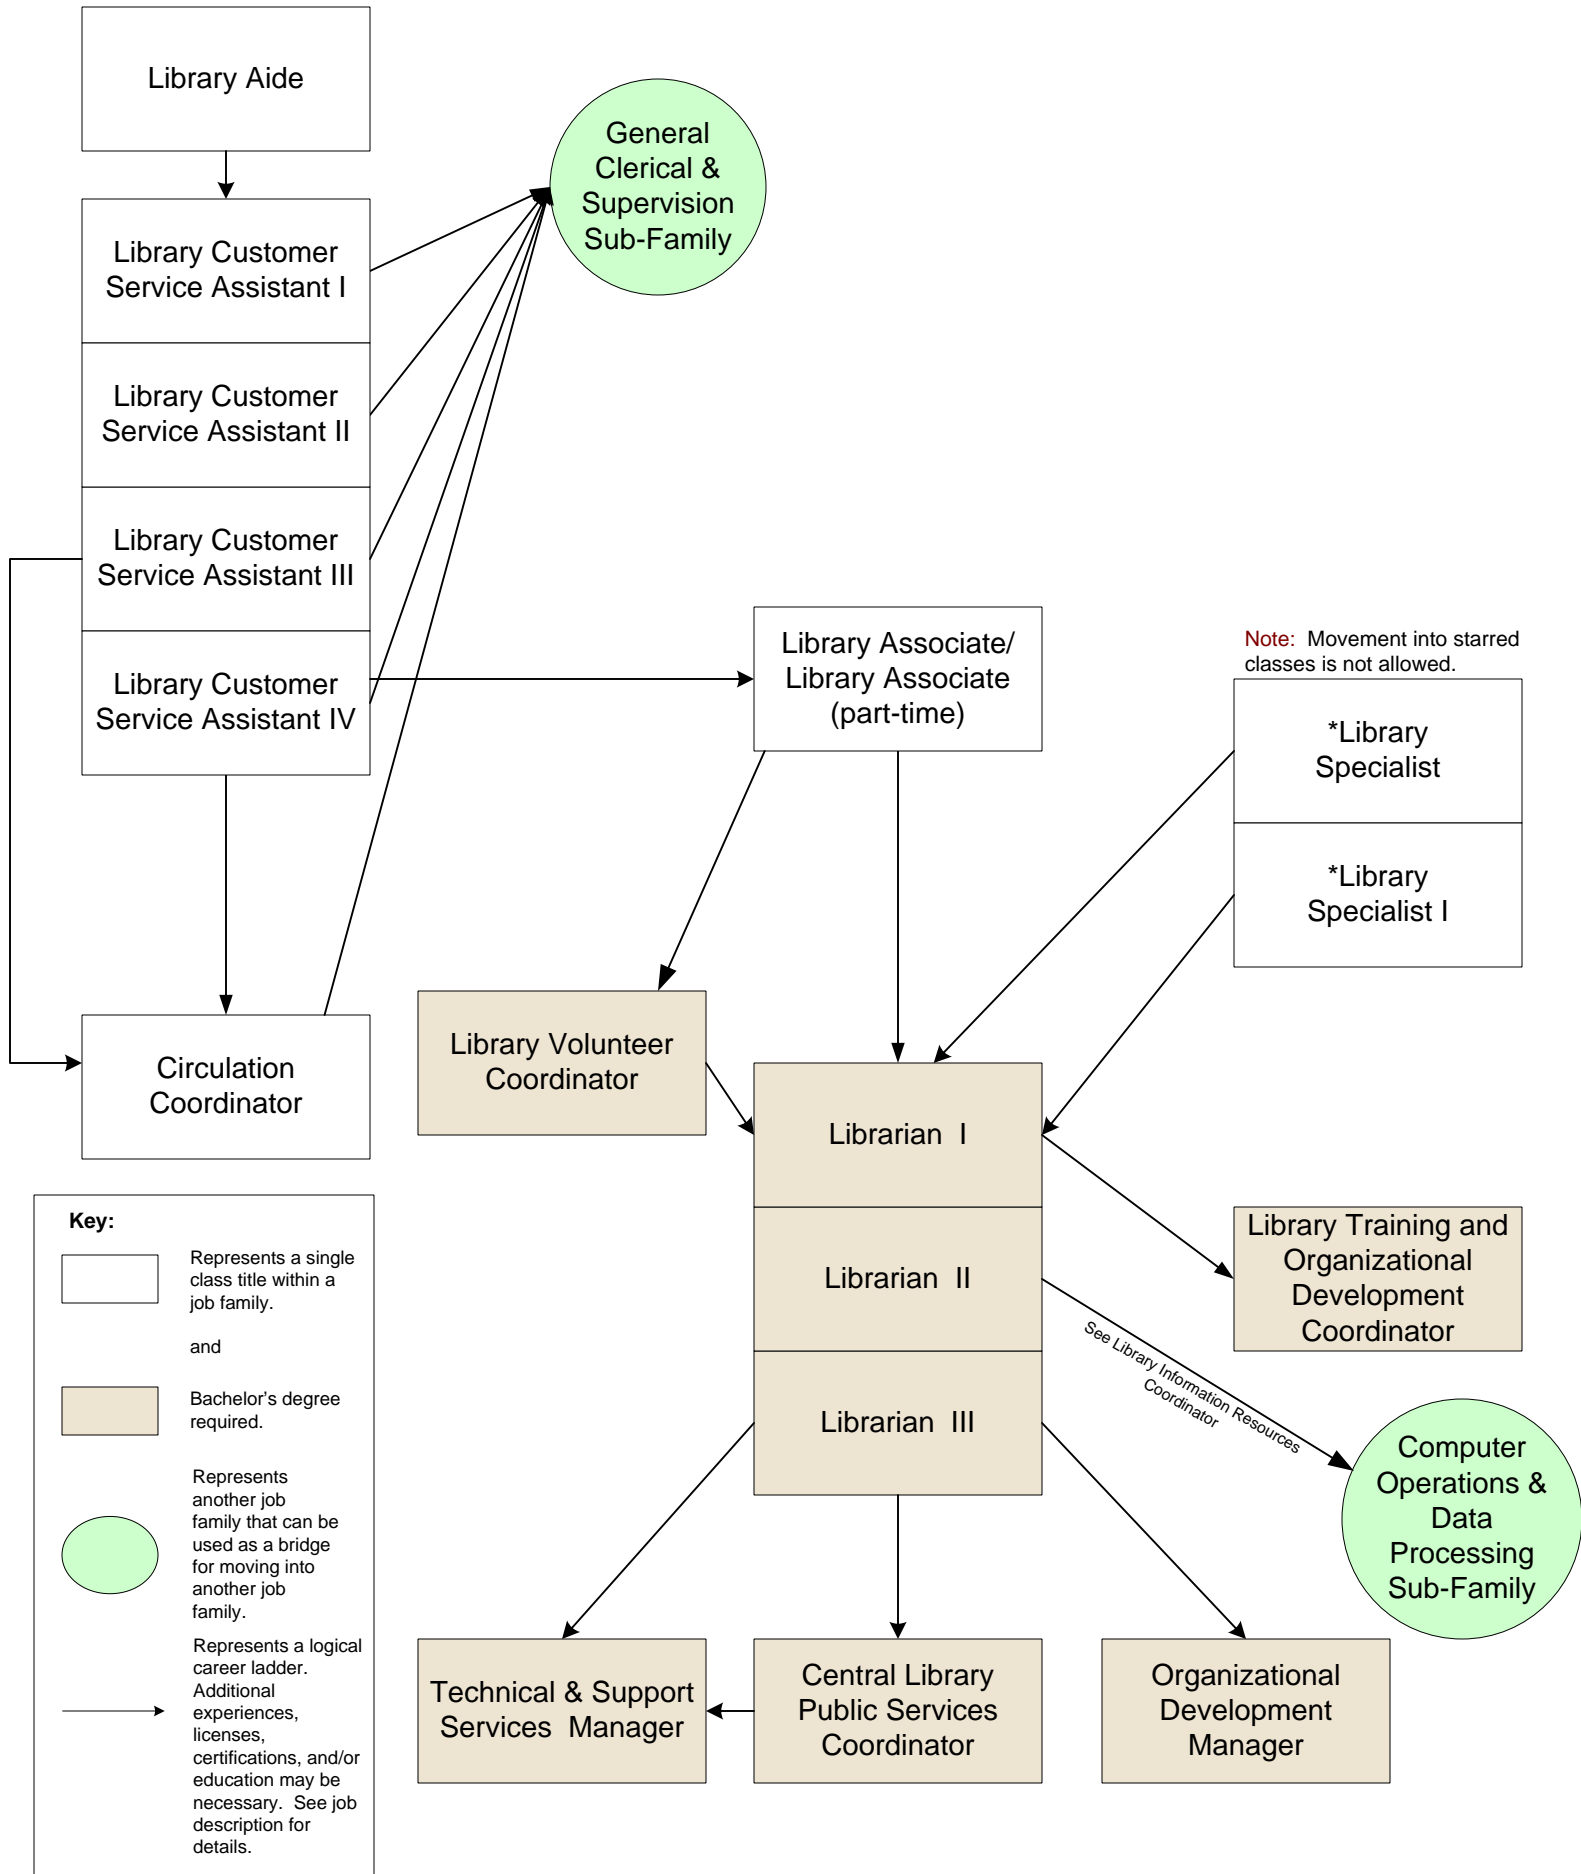 Library Aide
General
Clerical &
Supervision
Sub-Family
Library Customer
Service Assistant I
Library Customer
Service Assistant II
Library Customer
Service Assistant III
Library Customer
Service Assistant IV
Library Associate/
Library Associate
(part-time)
Note:  Movement into starred
classes is not allowed.
*Library
Specialist
*Library
Specialist I
Library Volunteer
Coordinator
Circulation
Coordinator
Librarian  I
Librarian  II
Librarian  III
Library Training and
Organizational
Development
Coordinator
See Library Information Resources
Coordinator
Computer
Operations &
Data
Processing
Sub-Family
Technical & Support
Services  Manager
Central Library
Public Services
Coordinator
Organizational
Development
Manager
Key:
Represents a single
class title within a
job family.
and
Bachelor's degree
required.
Represents
another job
family that can be
used as a bridge
for moving into
another job
family.
Represents a logical
career ladder.
Additional
experiences,
licenses,
certifications, and/or
education may be
necessary.  See job
description for
details.